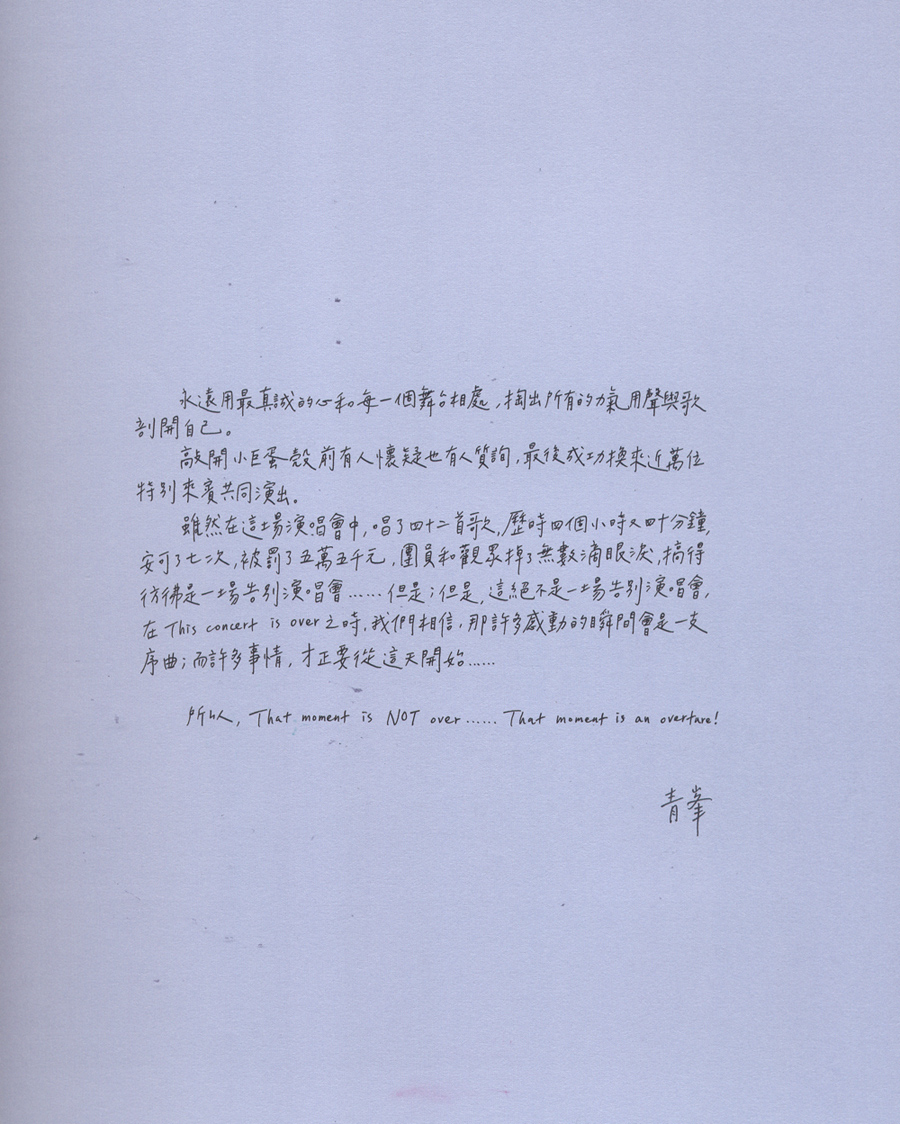 永遠用最真誠的心和每一個舞台相處，掏出所有的力氣用聲與歌
剖開自己。
敲開小巨蛋殼前有人懷疑也有人質詢，最後成功換來近萬位
特別來賓共同演出。
雖然在這場演唱會中，唱了四十二首歌，歷時四個小時又四十分鐘，
安可了七次，被罰了五萬五千元，團員和觀眾掉了無數滴眼淚，搞得
彷彿是一場告別演唱會……但是；但是，這絕不是一場告別演唱會，
在 This concert is over 之時，我們相信，那許多感動的瞬間會是一支
序曲；而許多事情，才正要從這天開始……
所以，That moment is NOT over…… That moment is an overture!
青峯